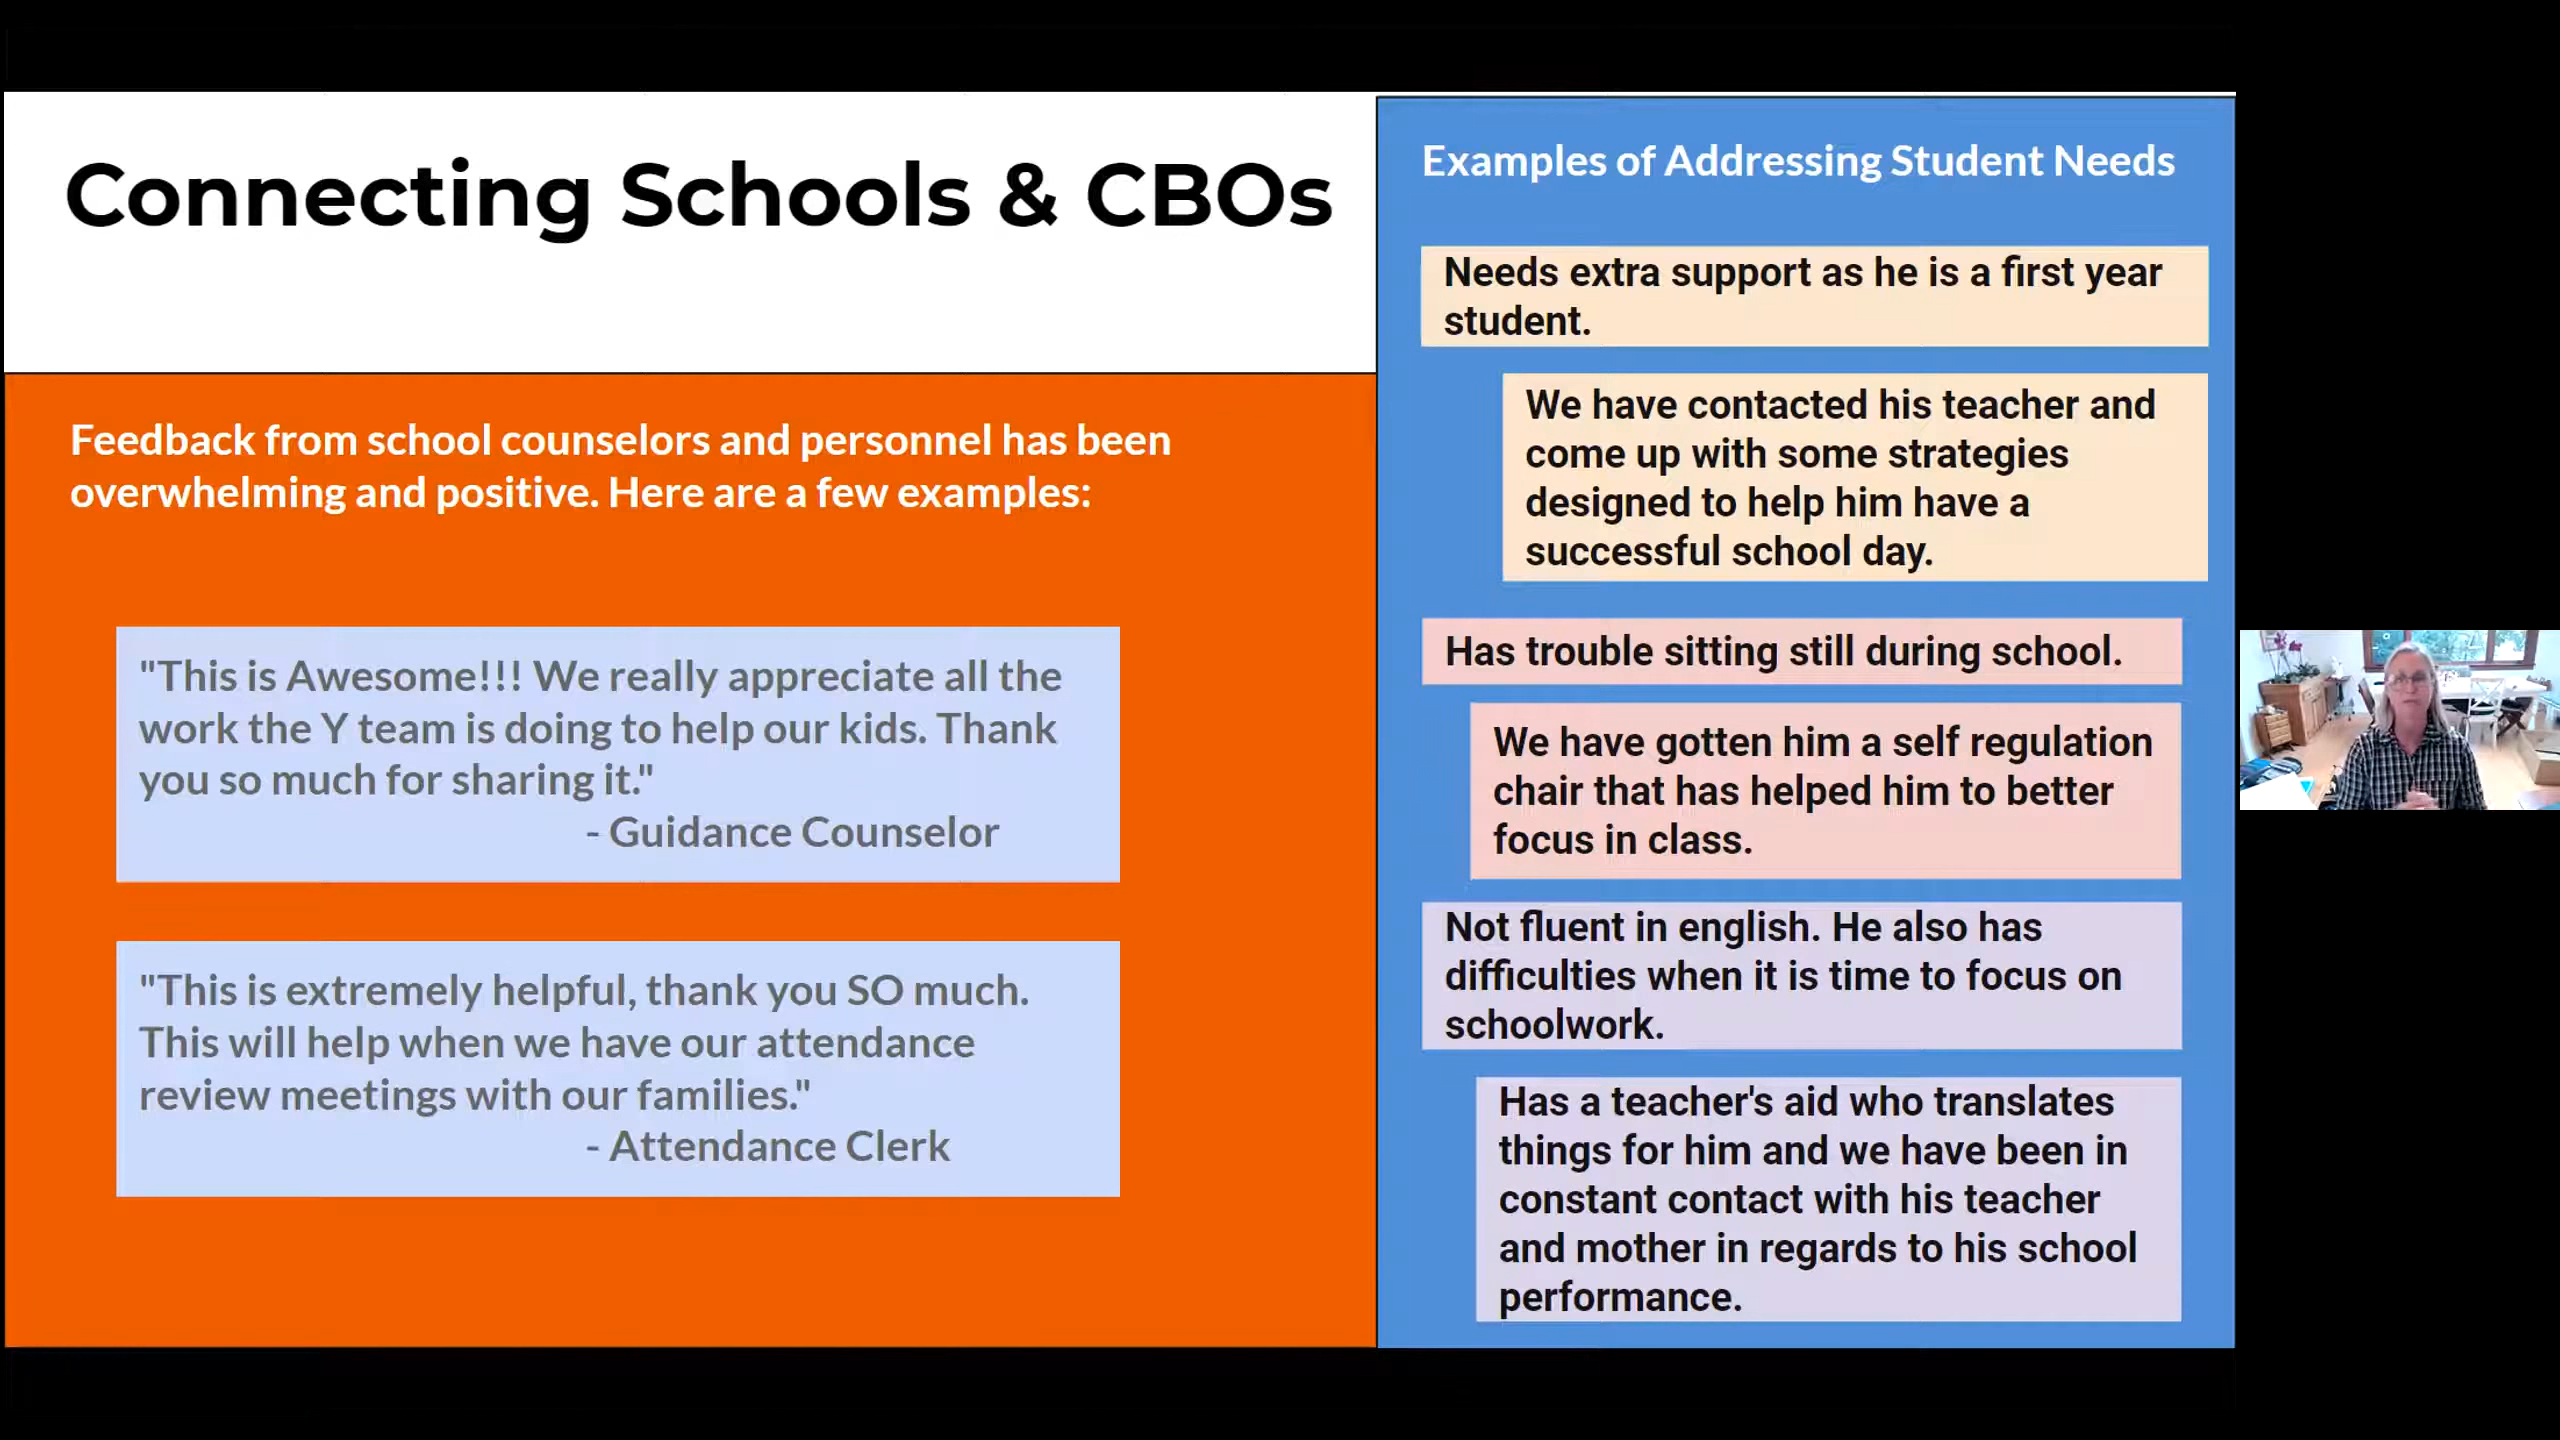 Connecting Schools & CBOs
Feedback from school counselors and personnel has been
overwhelming and positive. Here are a few examples:
"This is Awesome!!! We really appreciate all the
work the Y team is doing to help our kids. Thank
you so much for sharing it."
- Guidance Counselor
"This is extremely helpful, thank you SO much.
This will help when we have our attendance
review meetings with our families."
- Attendance Clerk
Examples of Addressing Student Needs
Needs extra support as he is a first year
student.
We have contacted his teacher and
come up with some strategies
designed to help him have a
successful school day.
Has trouble sitting still during school.
We have gotten him a self regulation
chair that has helped him to better
focus in class.
Not fluent in english. He also has
difficulties when it is time to focus on
schoolwork.
Has a teacher's aid who translates
things for him and we have been in
constant contact with his teacher
and mother in regards to his school
performance.